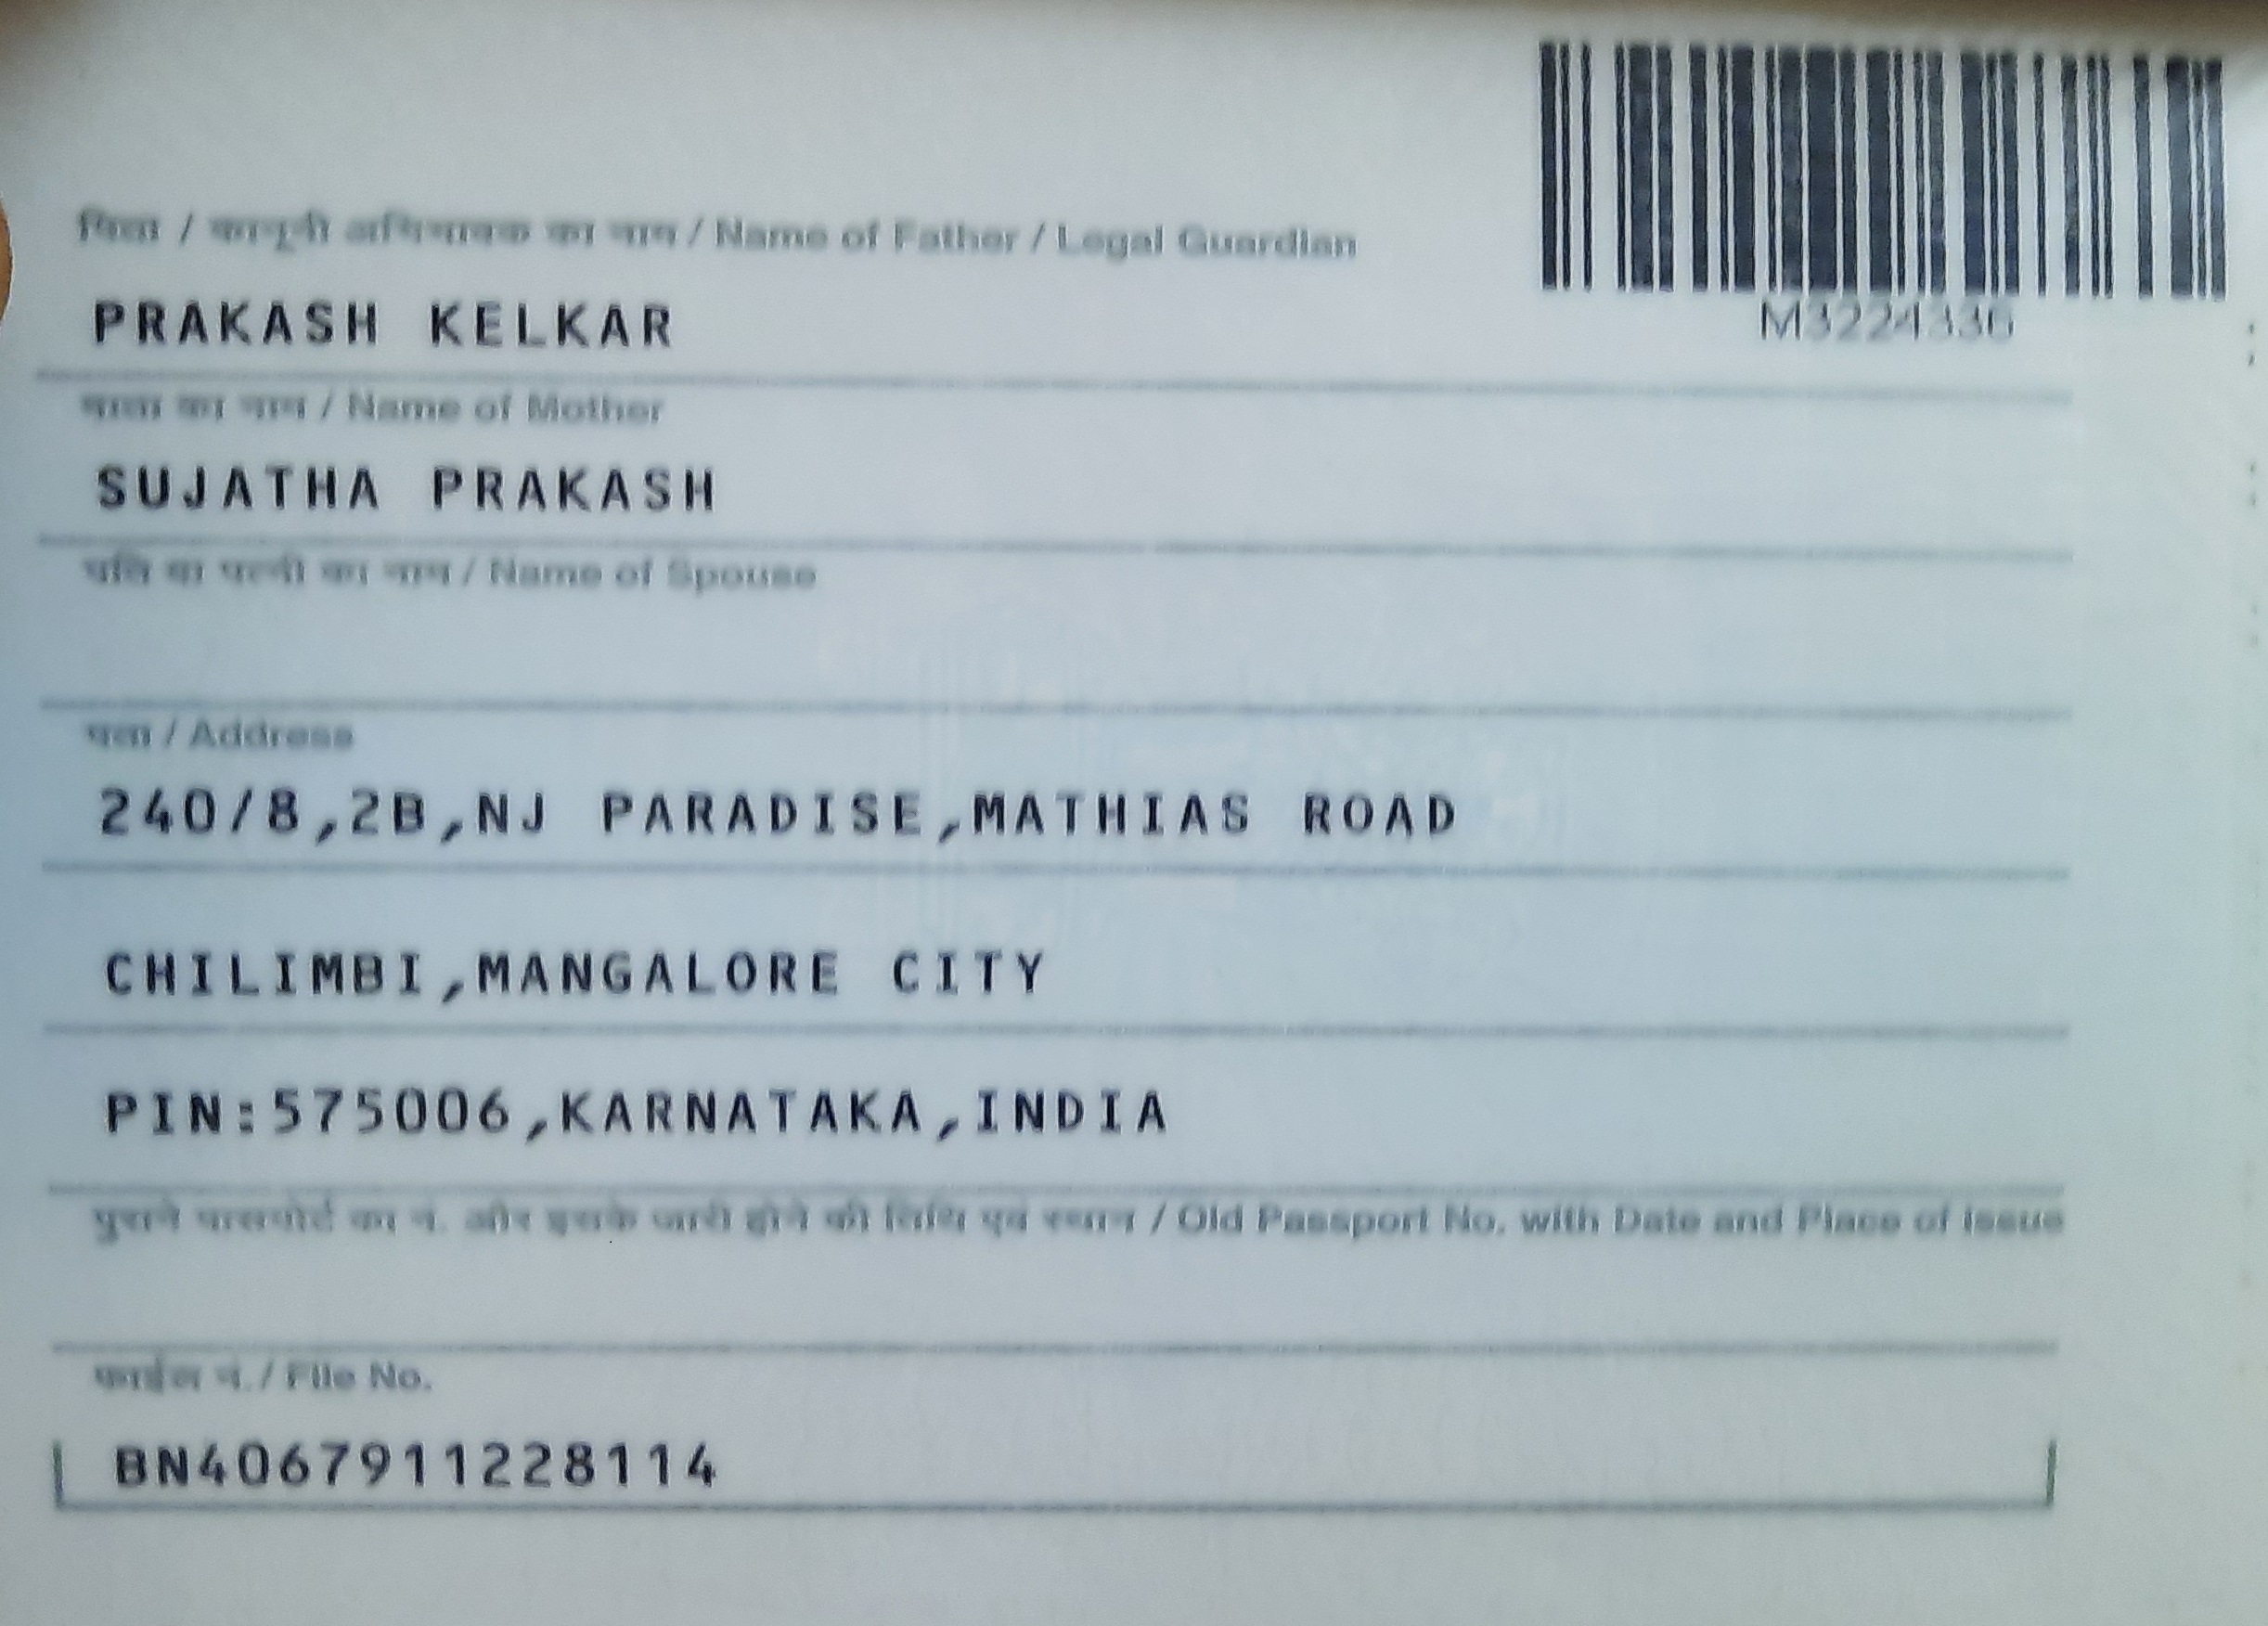 पिता / कानूनी अभिभावक का नाम / Name of Father / Legal Guardian
PRAKASH KELKAR
M3224336
माता का नाम / Name of Mother
SUJATHA PRAKASH
पति या पत्नी का नाम / Name of Spouse
पता / Address
240/8,2B,NJ PARADISE,MATHIAS ROAD
CHILIMBI,MANGALORE CITY
PIN:575006,KARNATAKA,INDIA
पुराने पासपोर्ट का नं. और इसके जारी होने की तिथि एवं स्थान / Old Passport No. with Date and Place of Issue
फाईल नं./ File No.
BN4067911228114